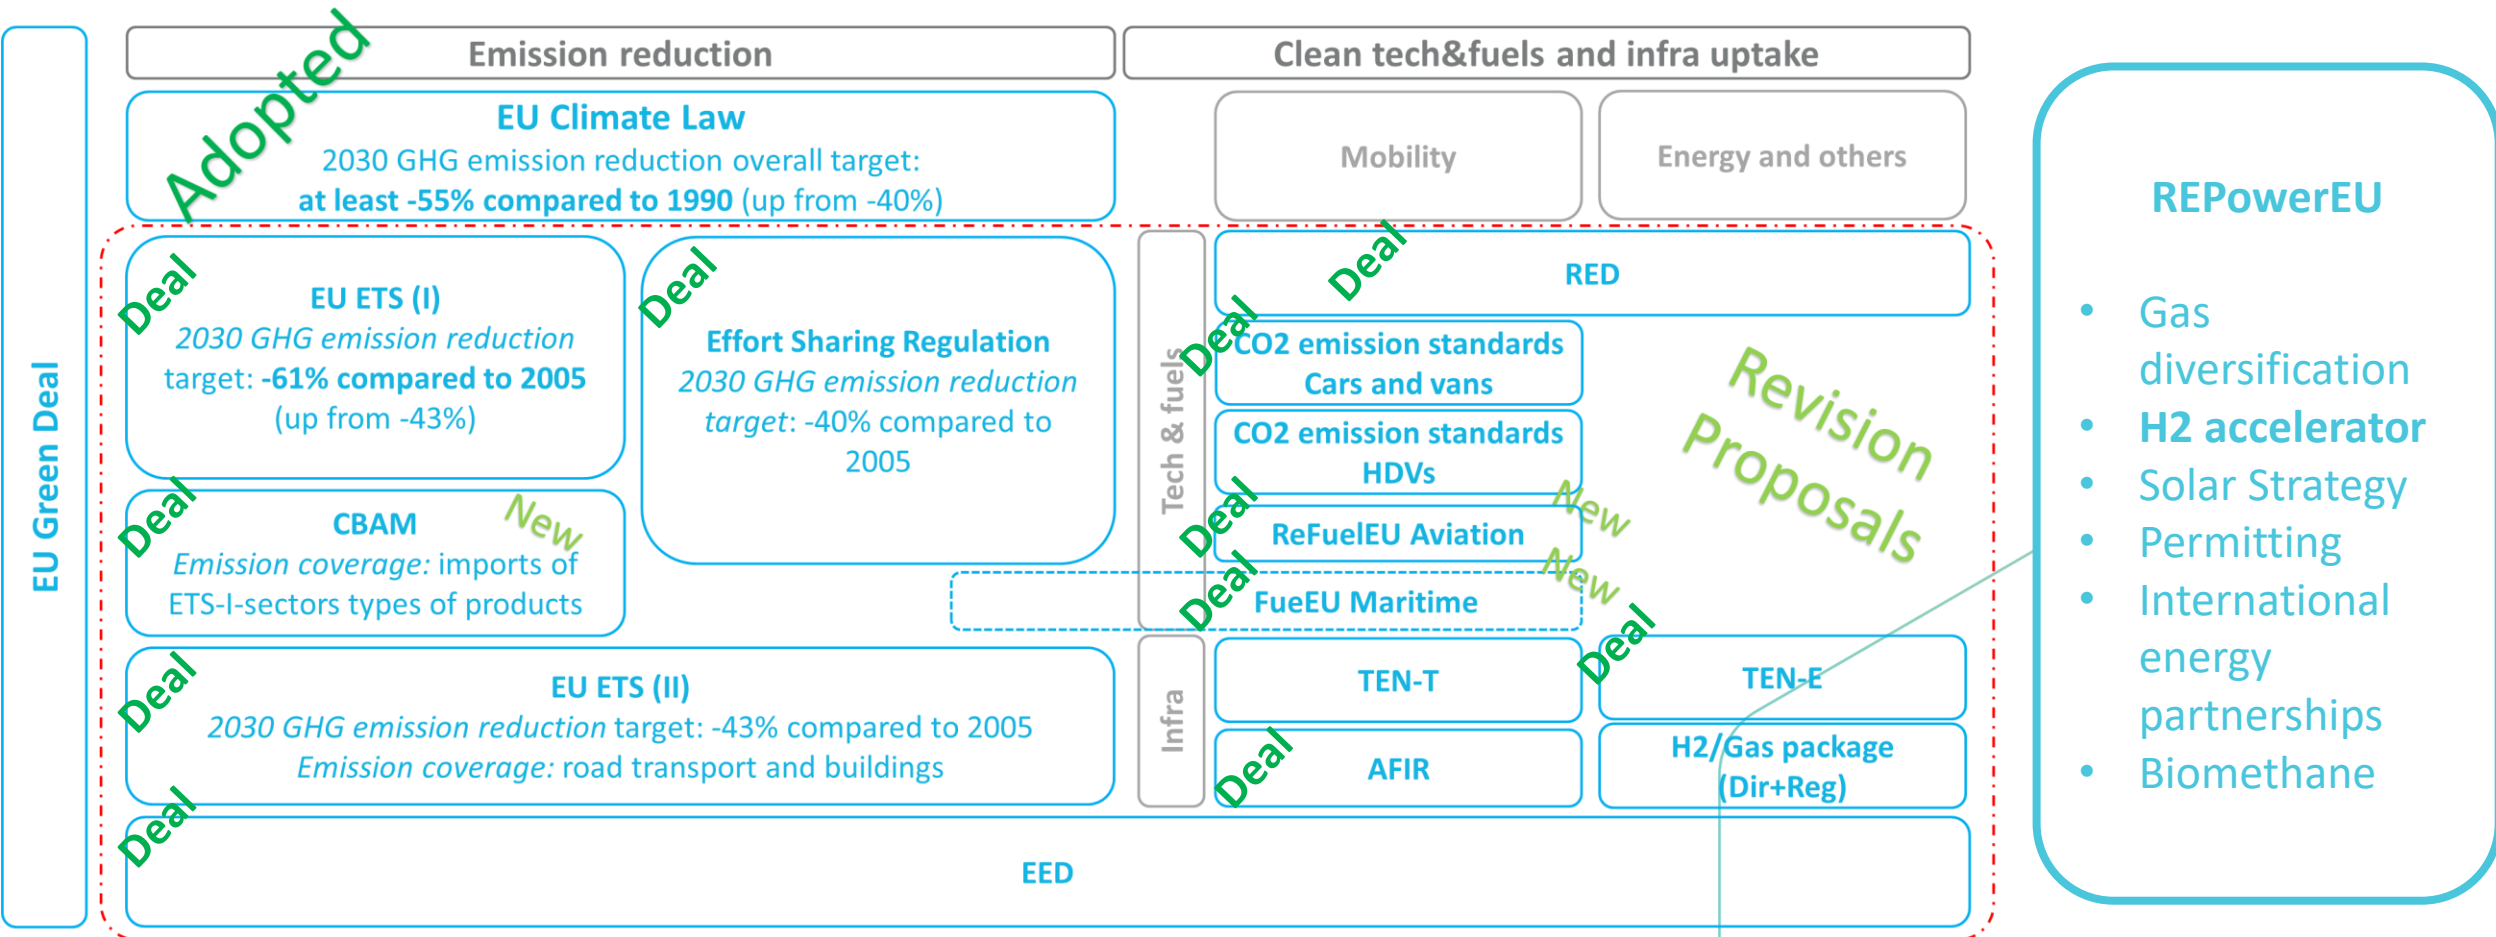 EU Green Deal
Emission reduction
Clean tech&fuels and infra uptake
Adopted
EU Climate Law
2030 GHG emission reduction overall target:
at least -55% compared to 1990 (up from -40%)
Mobility
Energy and others
Deal
EU ETS (I)
2030 GHG emission reduction
target: -61% compared to 2005
(up from -43%)
Deal
Effort Sharing Regulation
2030 GHG emission reduction
target: -40% compared to
2005
Deal
CBAM
New
Emission coverage: imports of
ETS-I-sectors types of products
Deal
EU ETS (II)
2030 GHG emission reduction target: -43% compared to 2005
Emission coverage: road transport and buildings
Tech & fuels
Infra
Deal
RED
Deal
CO2 emission standards
Cars and vans
CO2 emission standards
HDVs
Deal
ReFuelEU Aviation
New
Deal
FueEU Maritime
New
Revision
Proposals
TEN-T
Deal
TEN-E
Deal
AFIR
H2/Gas package
(Dir+Reg)
Deal
EED
REPowerEU
• Gas
diversification
• H2 accelerator
• Solar Strategy
• Permitting
• International
energy
partnerships
• Biomethane